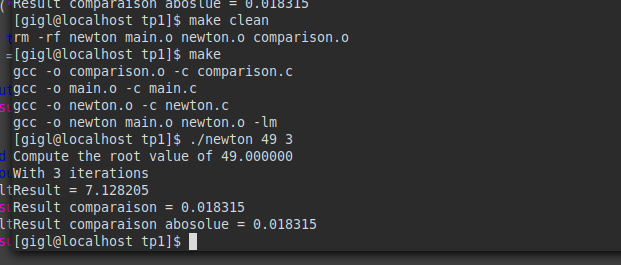 Result comparaison aboslue = 0.018315
[gigl@localhost tp1]$ make clean
rm -rf newton main.o newton.o comparison.o
[gigl@localhost tp1]$ make
gcc -o comparison.o -c comparison.c
gcc -o main.o -c main.c
gcc -o newton.o -c newton.c
gcc -o newton main.o newton.o -lm
[gigl@localhost tp1]$ ./newton 49 3
Compute the root value of 49.000000
With 3 iterations
Result = 7.128205
Result comparaison = 0.018315
Result comparaison abosolue = 0.018315
[gigl@localhost tp1]$